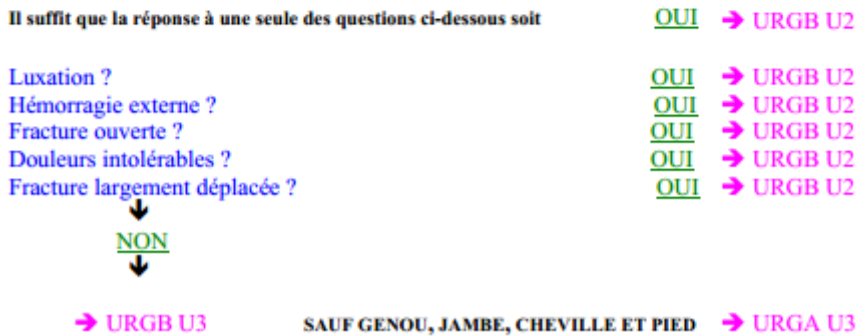 Il suffit que la réponse à une seule des questions ci-dessous soit OUI ➔ URGB U2
Luxation ? OUI ➔ URGB U2
Hémorragie externe ? OUI ➔ URGB U2
Fracture ouverte ? OUI ➔ URGB U2
Douleurs intolérables ? OUI ➔ URGB U2
Fracture largement déplacée ? OUI ➔ URGB U2
NON
➔ URGB U3 SAUF GENOU, JAMBE, CHEVILLE ET PIED ➔ URGA U3